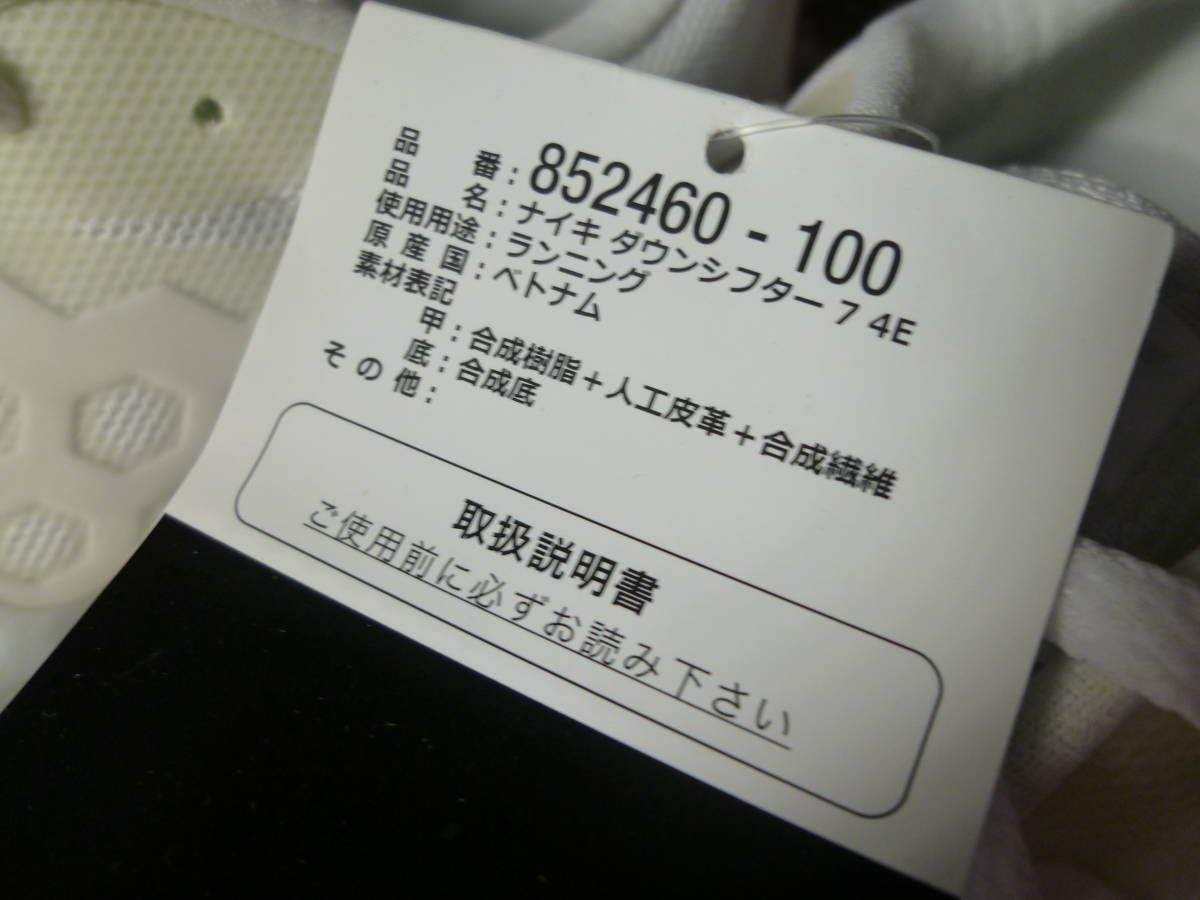 品番：852460 - 100
品名：ナイキ ダウンシフター 7 4E
使用用途：ランニング
原産国：ベトナム
素材表記
甲：合成樹脂＋人工皮革＋合成繊維
底：合成底
その他：
取扱説明書
ご使用前に必ずお読み下さい